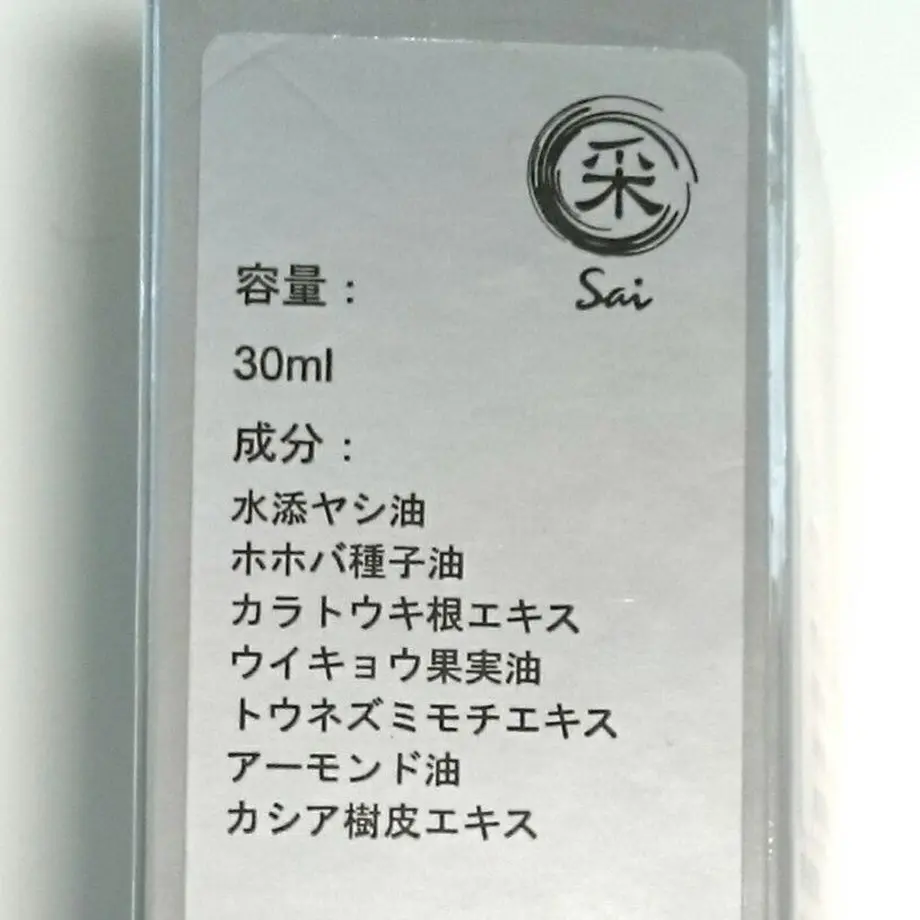 采
Sai
容量：
30ml
成分：
水添ヤシ油
ホホバ種子油
カラトウキ根エキス
ウイキョウ果実油
トウネズミモチエキス
アーモンド油
カシア樹皮エキス